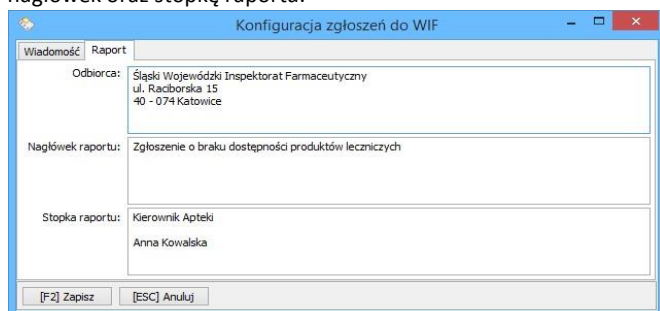 nagłówek oraz stopkę raportu.
Konfiguracja zgłoszeń do WIF
Wiadomość Raport
Odbiorca: Śląski Wojewódzki Inspektorat Farmaceutyczny
ul. Raciborska 15
40 - 074 Katowice
Nagłówek raportu: Zgłoszenie o braku dostępności produktów leczniczych
Stopka raportu: Kierownik Apteki
Anna Kowalska
[F2] Zapisz [ESC] Anuluj